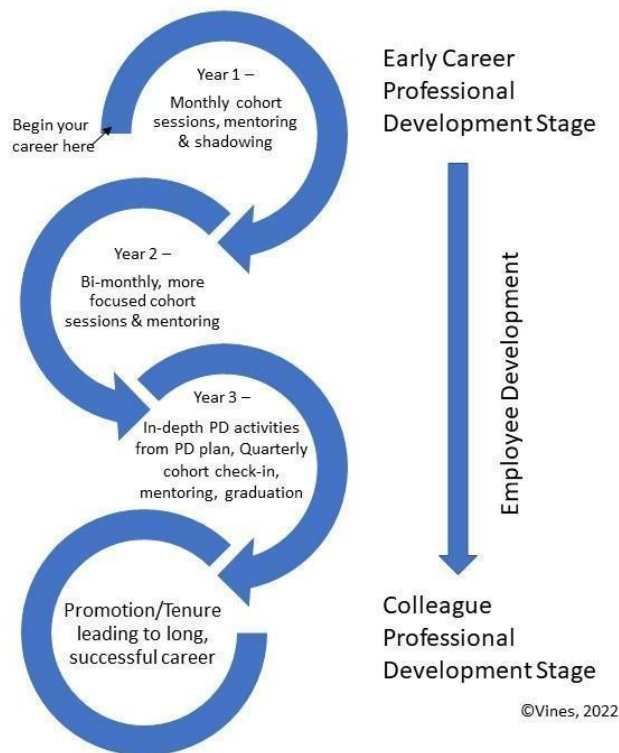 Year 1 –
Monthly cohort
sessions, mentoring
& shadowing
Begin your
career here
Year 2 –
Bi-monthly, more
focused cohort
sessions & mentoring
Year 3 –
In-depth PD activities
from PD plan, Quarterly
cohort check-in,
mentoring, graduation
Promotion/Tenure
leading to long,
successful career
Early Career
Professional
Development Stage
Employee Development
Colleague
Professional
Development Stage
©Vines, 2022